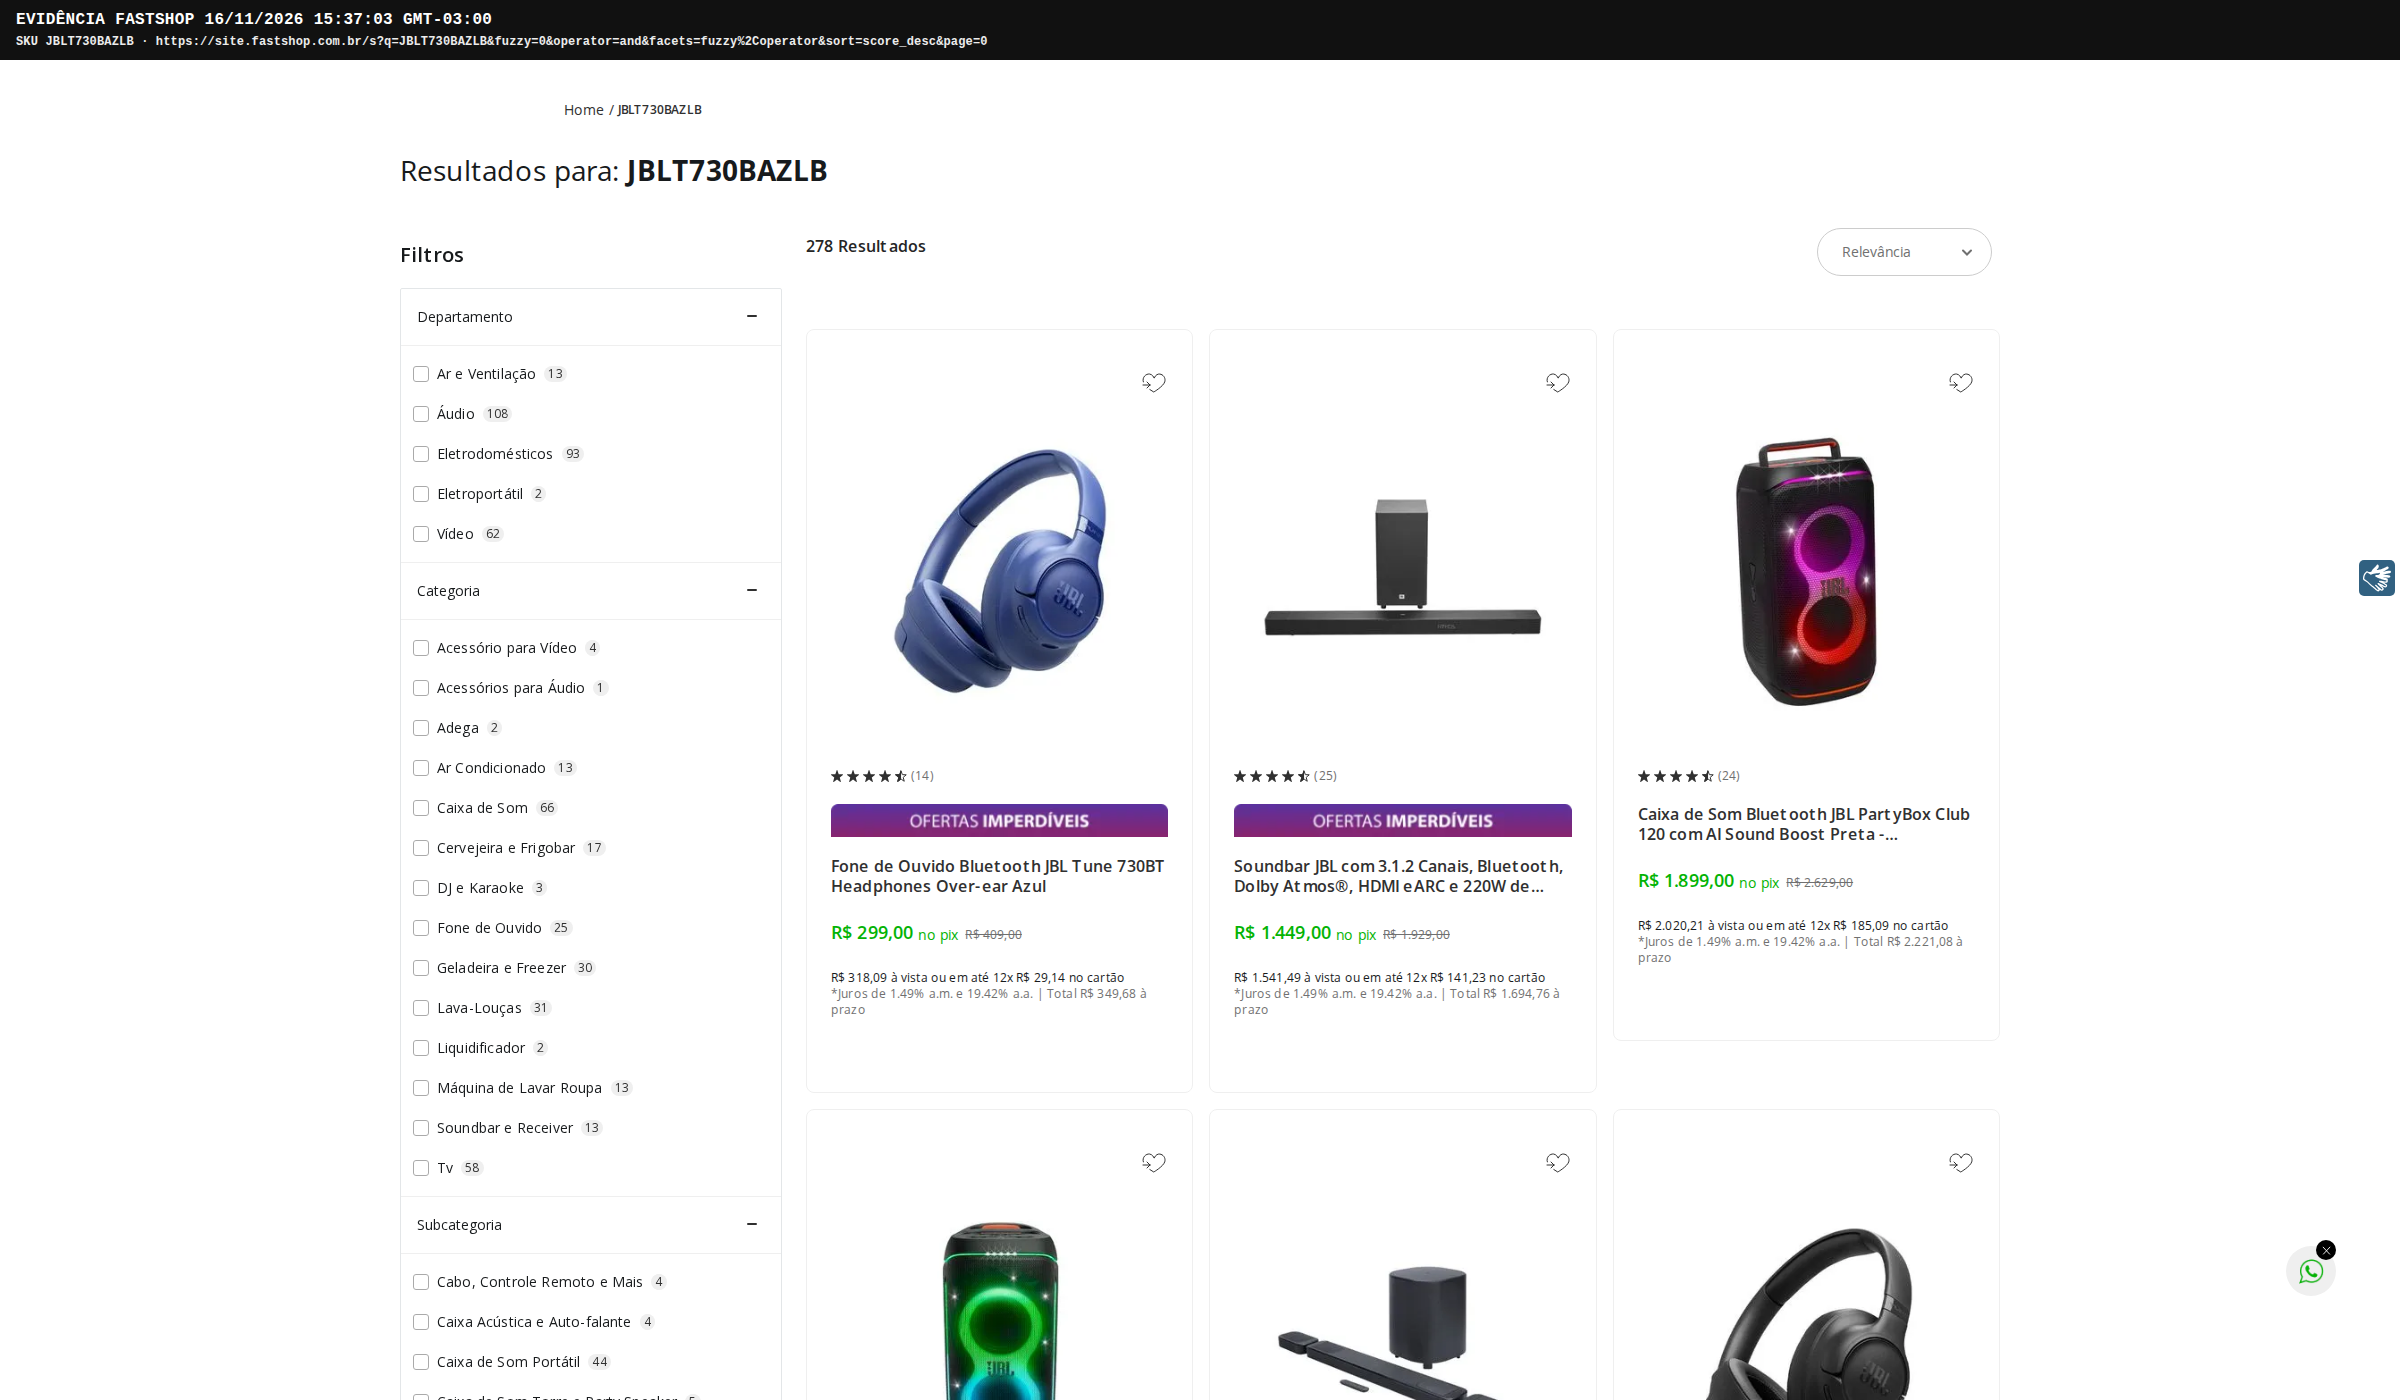 EVIDÊNCIA FASTSHOP 16/11/2026 15:37:03 GMT-03:00
SKU JBLT730BAZLB · https://site.fastshop.com.br/s?q=JBLT730BAZLB&fuzzy=0&operator=and&facets=fuzzy%2Coperator&sort=score_desc&page=0
Home / JBLT730BAZLB
Resultados para: JBLT730BAZLB
Filtros
278 Resultados
Relevância
Departamento
Ar e Ventilação 13
Áudio 108
Eletrodomésticos 93
Eletroportátil 2
Vídeo 62
Categoria
Acessório para Vídeo 4
Acessórios para Áudio 1
Adega 2
Ar Condicionado 13
Caixa de Som 66
Cervejeira e Frigobar 17
DJ e Karaoke 3
Fone de Ouvido 25
Geladeira e Freezer 30
Lava-Louças 31
Liquidificador 2
Máquina de Lavar Roupa 13
Soundbar e Receiver 13
Tv 58
Subcategoria
Cabo, Controle Remoto e Mais 4
Caixa Acústica e Auto-falante 4
Caixa de Som Portátil 44
JBL
(14)
OFERTAS IMPERDÍVEIS
Fone de Ouvido Bluetooth JBL Tune 730BT
Headphones Over-ear Azul
R$ 299,00 no pix R$ 409,00
R$ 318,09 à vista ou em até 12x R$ 29,14 no cartão
*Juros de 1.49% a.m. e 19.42% a.a. | Total R$ 349,68 à
prazo
(25)
OFERTAS IMPERDÍVEIS
Soundbar JBL com 3.1.2 Canais, Bluetooth,
Dolby Atmos®, HDMI eARC e 220W de...
R$ 1.449,00 no pix R$ 1.929,00
R$ 1.541,49 à vista ou em até 12x R$ 141,23 no cartão
*Juros de 1.49% a.m. e 19.42% a.a. | Total R$ 1.694,76 à
prazo
JBL
(24)
Caixa de Som Bluetooth JBL PartyBox Club
120 com AI Sound Boost Preta -...
R$ 1.899,00 no pix R$ 2.629,00
R$ 2.020,21 à vista ou em até 12x R$ 185,09 no cartão
*Juros de 1.49% a.m. e 19.42% a.a. | Total R$ 2.221,08 à
prazo
JBL
JBL